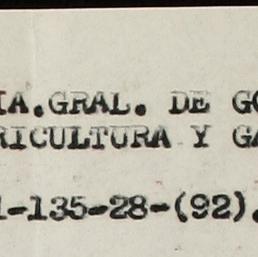 IA.GRAL. DE GO
RICULTURA Y GA
1-135-28-(92).